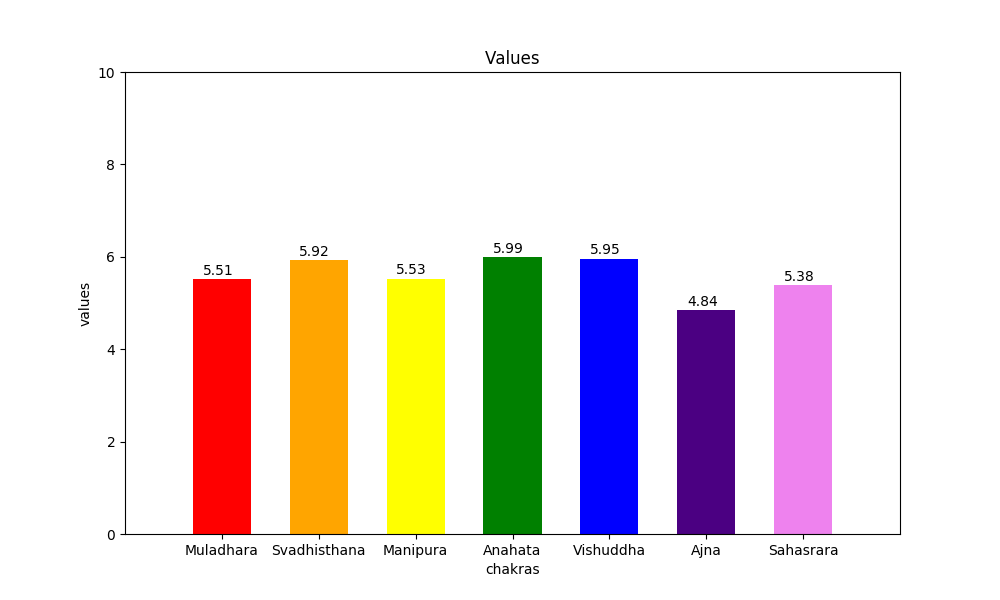 Values
10
8
6
4
2
0
values
5.51 5.92 5.53 5.99 5.95 4.84 5.38
Muladhara Svadhisthana Manipura Anahata Vishuddha Ajna Sahasrara
chakras